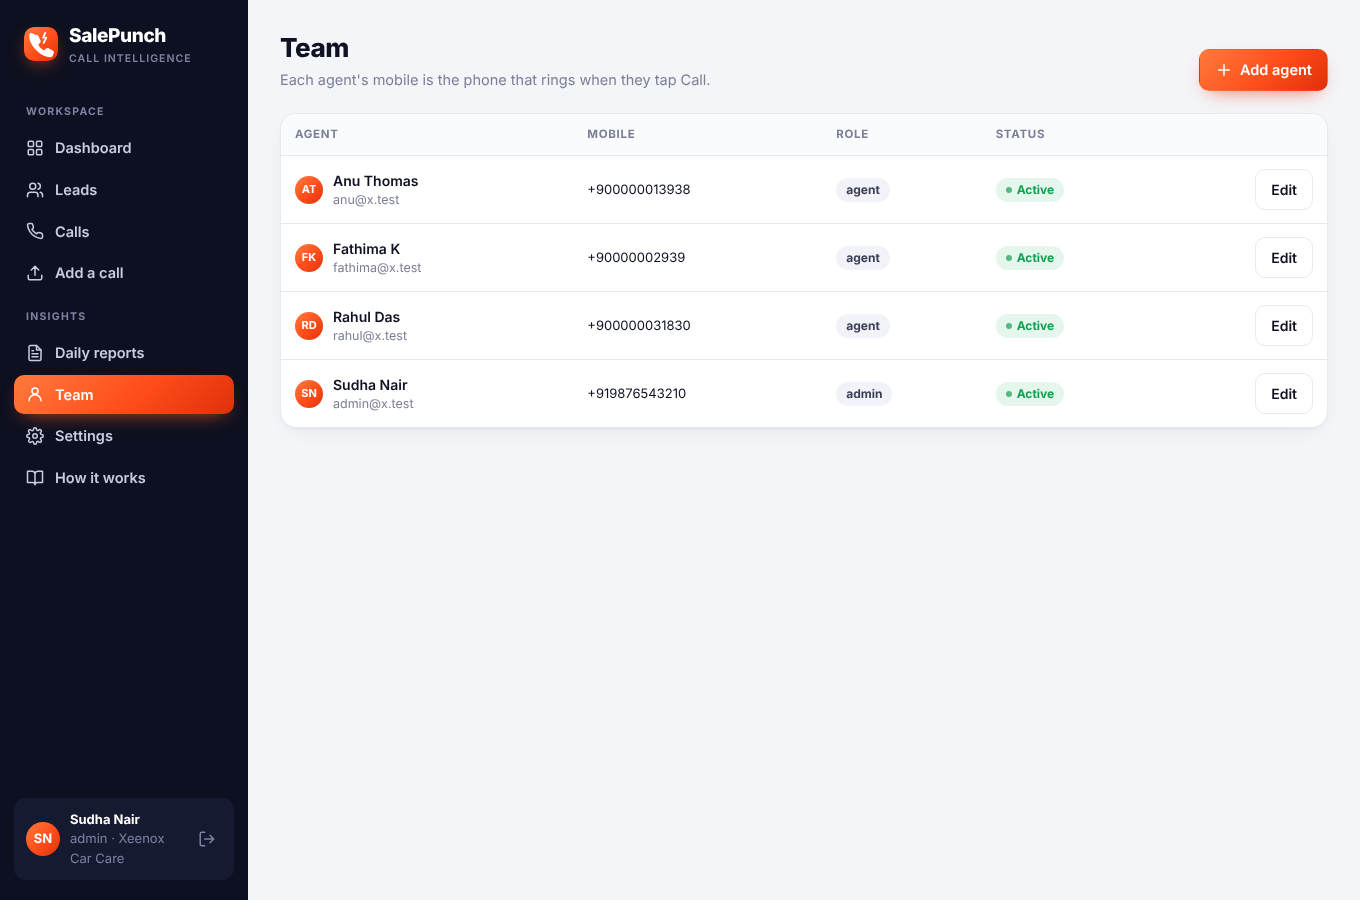 SalePunch
CALL INTELLIGENCE
WORKSPACE
Dashboard
Leads
Calls
Add a call
INSIGHTS
Daily reports
Team
Settings
How it works
SN
Sudha Nair
admin · Xeenox
Car Care
Team
Each agent's mobile is the phone that rings when they tap Call.
Add agent
AGENT MOBILE ROLE STATUS
AT Anu Thomas +900000013938 agent Active Edit
anu@x.test
FK Fathima K +90000002939 agent Active Edit
fathima@x.test
RD Rahul Das +900000031830 agent Active Edit
rahul@x.test
SN Sudha Nair +919876543210 admin Active Edit
admin@x.test